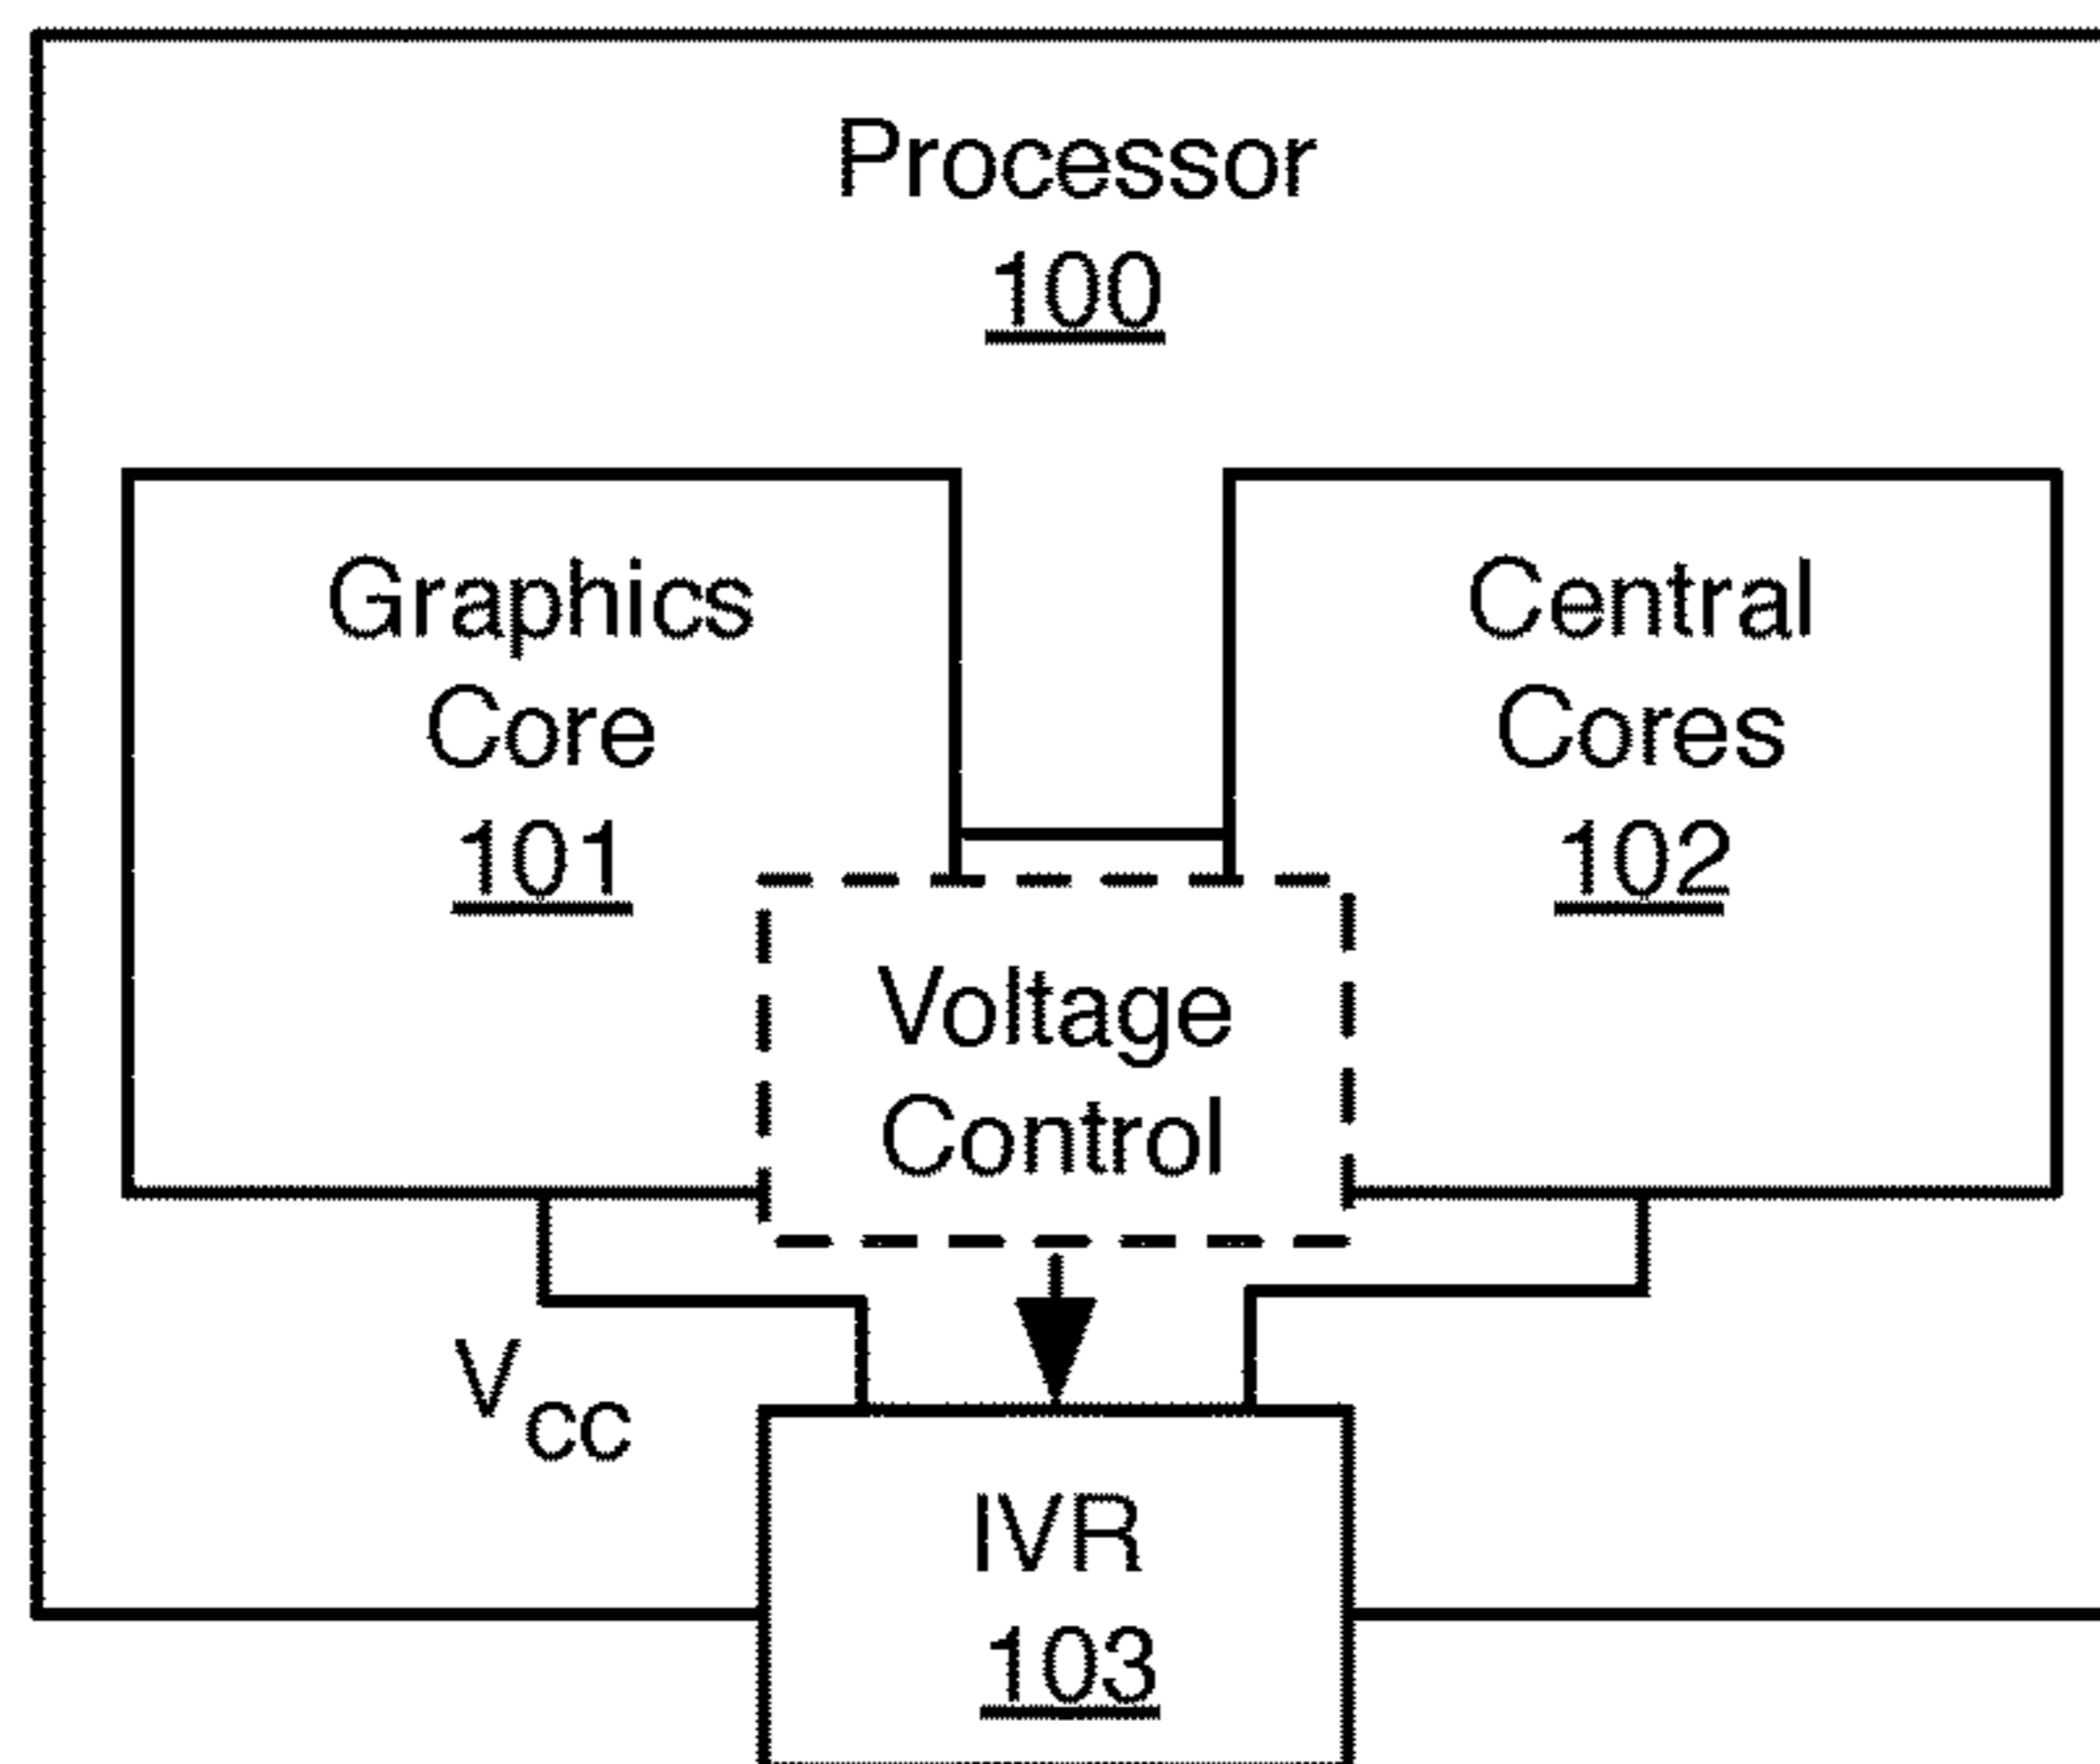 Processor
100
Graphics
Core
101
Central
Cores
102
Voltage
Control
Vcc
IVR
103